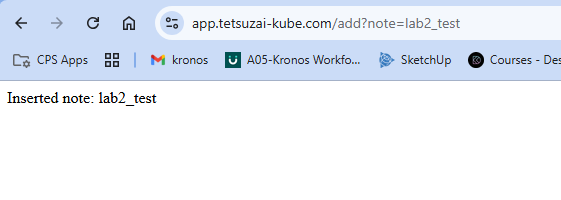 app.tetsuzai-kube.com/add?note=lab2_test
CPS Apps kronos A05-Kronos Workfo... SketchUp Courses - Des
Inserted note: lab2_test